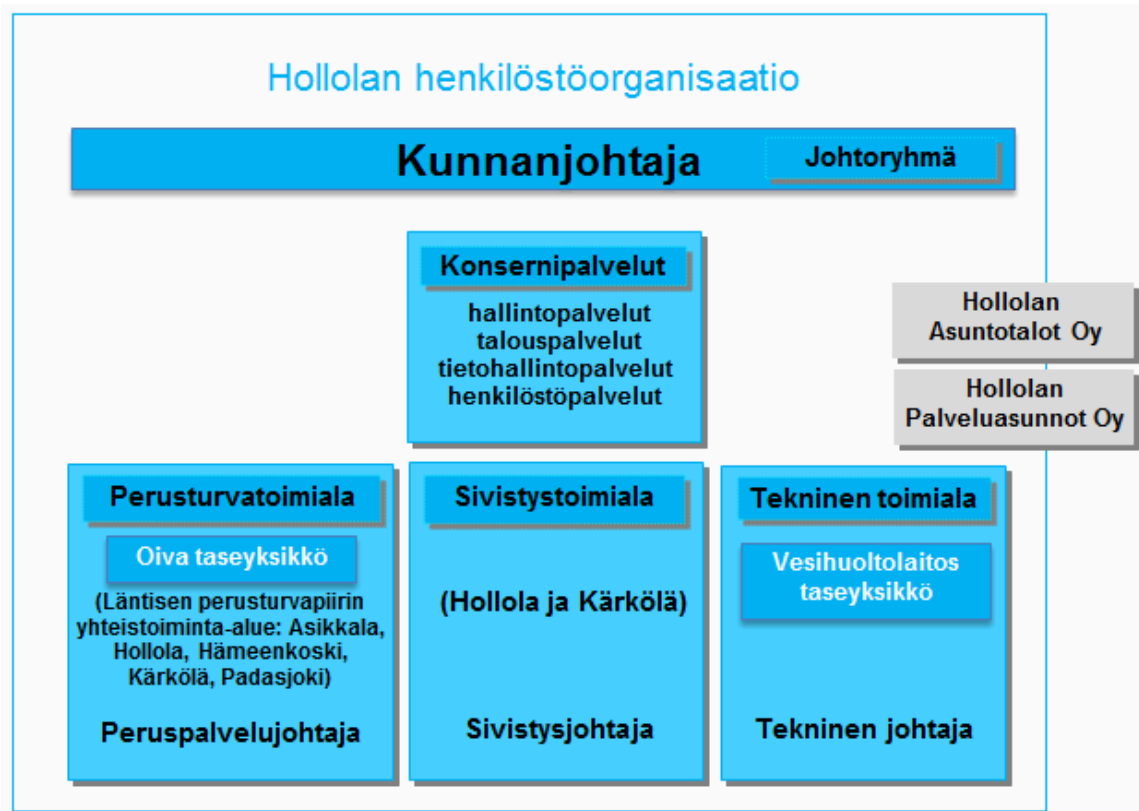 Hollolan henkilöstöorganisaatio
Kunnanjohtaja
Johtoryhmä
Konsernipalvelut
hallintopalvelut
talouspalvelut
tietohallintopalvelut
henkilöstöpalvelut
Hollolan
Asuntotalot Oy
Hollolan
Palveluasunnot Oy
Perusturvatoimiala
Oiva taseyksikkö
(Läntisen perusturvapiirin
yhteistoiminta-alue: Asikkala,
Hollola, Hämeenkoski,
Kärkölä, Padasjoki)
Peruspalvelujohtaja
Sivistystoimiala
(Hollola ja Kärkölä)
Sivistysjohtaja
Tekninen toimiala
Vesihuoltolaitos
taseyksikkö
Tekninen johtaja